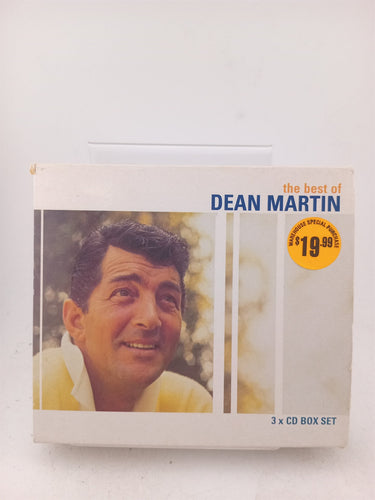 the best of
DEAN MARTIN
WAREHOUSE SPECIAL PURCHASE
$19.99
3 x CD BOX SET